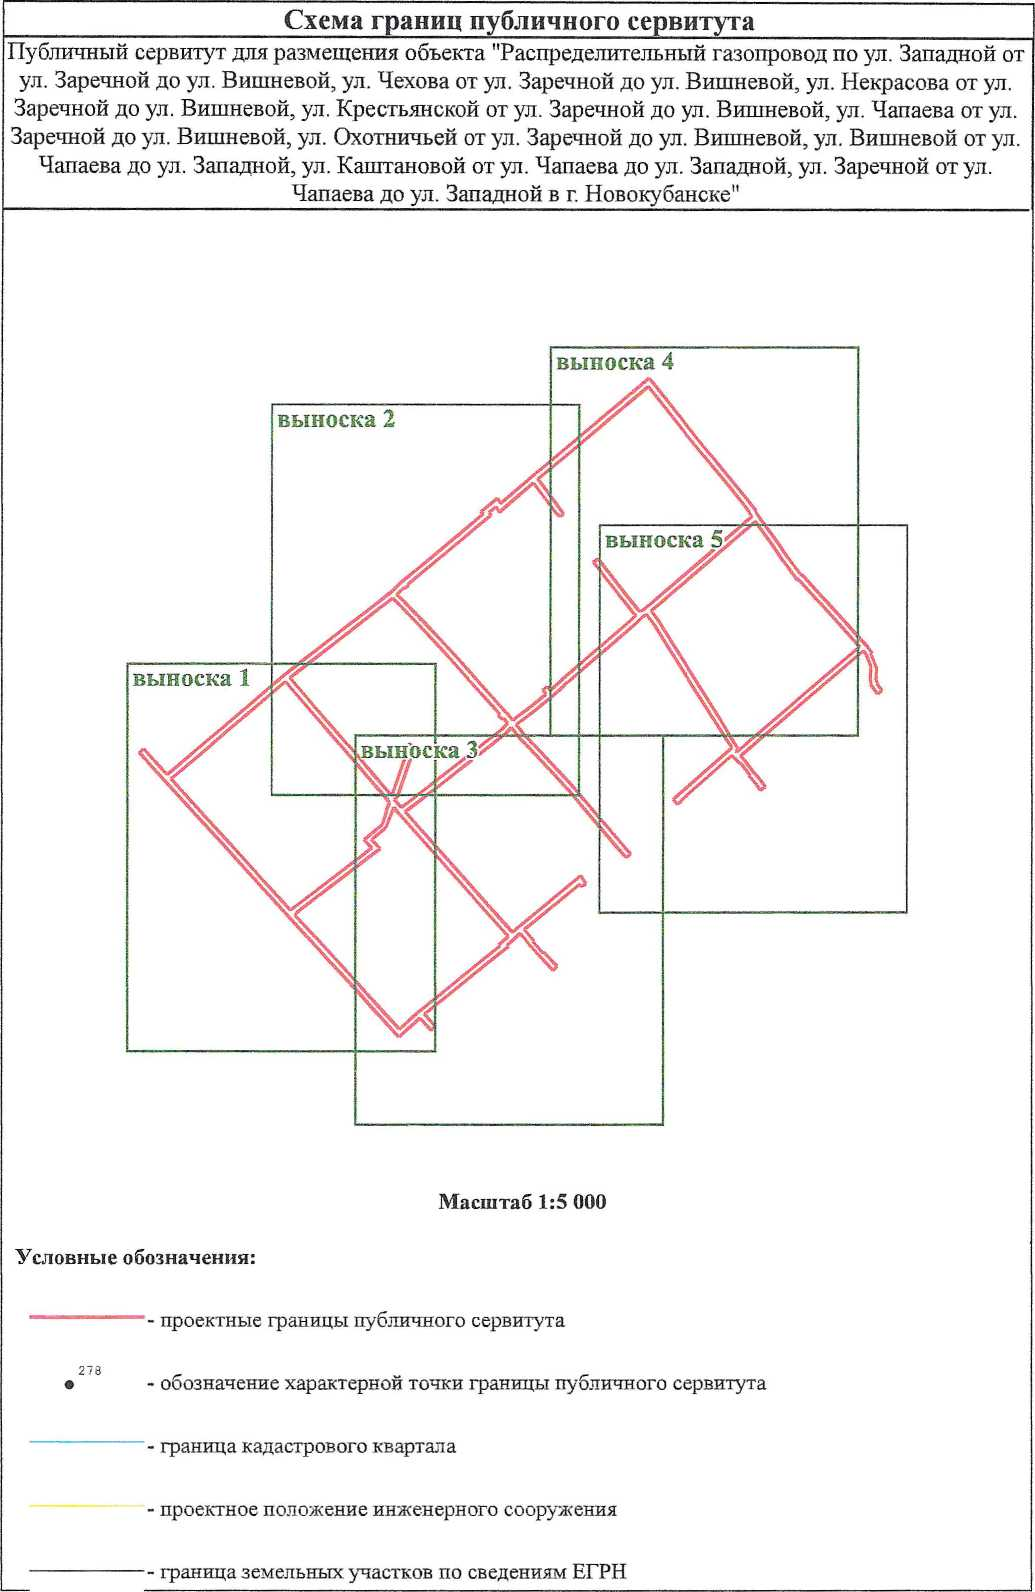 Схема границ публичного сервитута
Публичный сервитут для размещения объекта "Распределительный газопровод по ул. Западной от
ул. Заречной до ул. Вишневой, ул. Чехова от ул. Заречной до ул. Вишневой, ул. Некрасова от ул.
Заречной до ул. Вишневой, ул. Крестьянской от ул. Заречной до ул. Вишневой, ул. Чапаева от ул.
Заречной до ул. Вишневой, ул. Охотничьей от ул. Заречной до ул. Вишневой, ул. Вишневой от ул.
Чапаева до ул. Западной, ул. Каштановой от ул. Чапаева до ул. Западной, ул. Заречной от ул.
Чапаева до ул. Западной в г. Новокубанске"
выноска 4
выноска 2
выноска 5
выноска 1
выноска 3
Масштаб 1:5 000
Условные обозначения:
- проектные границы публичного сервитута
278
- обозначение характерной точки границы публичного сервитута
- граница кадастрового квартала
- проектное положение инженерного сооружения
- граница земельных участков по сведениям ЕГРН